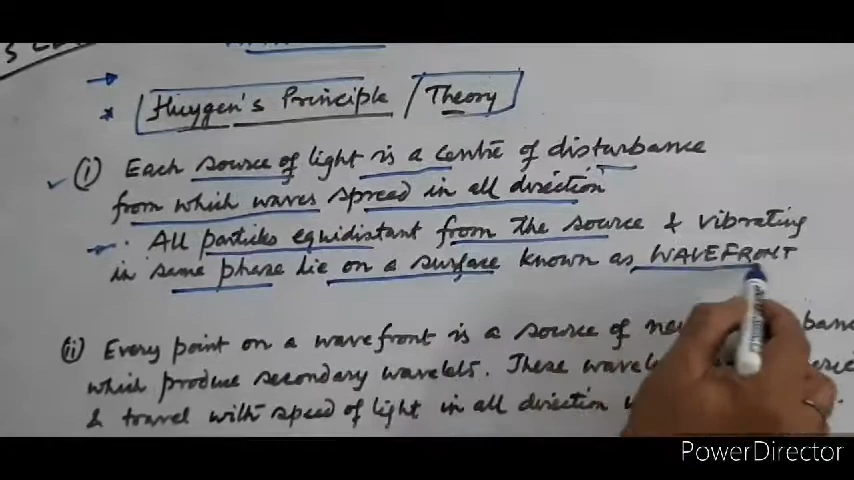 * Huygen's Principle / Theory
(i) Each source of light is a centre of disturbance
from which waves spread in all direction
. All particles equidistant from the source & vibrating
in same phase lie on a surface known as WAVEFRONT
(ii) Every point on a wavefront is a source of
which produce secondary wavelets. These
& travel with speed of light in all direction
PowerDirector